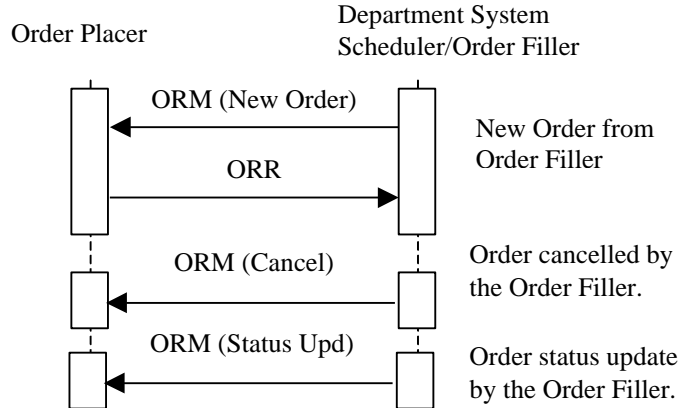 Order Placer
Department System
Scheduler/Order Filler
ORM (New Order)
New Order from
Order Filler
ORR
ORM (Cancel)
Order cancelled by
the Order Filler.
ORM (Status Upd)
Order status update
by the Order Filler.